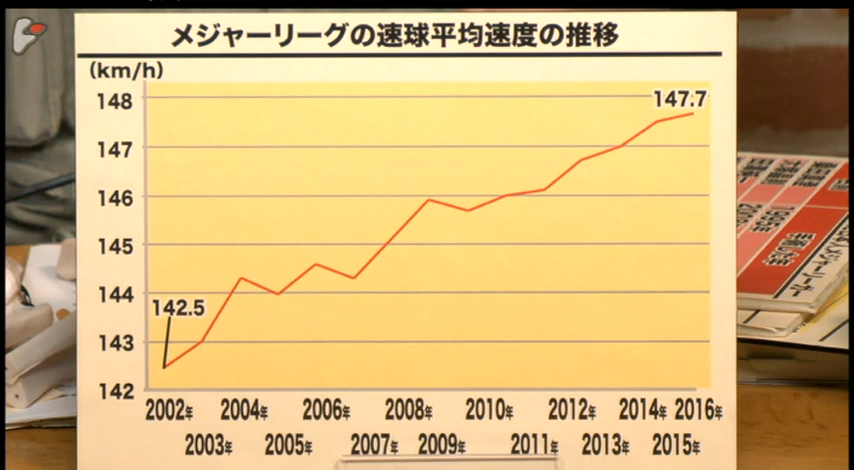 メジャーリーグの速球平均速度の推移
(km/h)
148
147.7
147
146
145
144
142.5
143
142
2002年 2004年 2006年 2008年 2010年 2012年 2014年 2016年
2003年 2005年 2007年 2009年 2011年 2013年 2015年
1995年